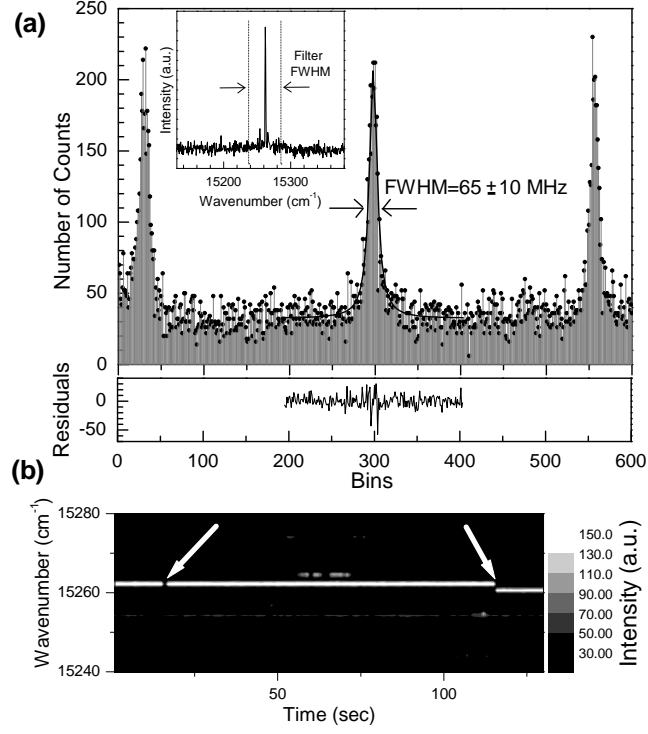 (a)
250
200
150
100
50
0
Number of Counts
Intensity (a.u.)
Filter
FWHM
15200
15300
Wavenumber (cm⁻¹)
FWHM=65 ±10 MHz
Residuals
0
-50
0
100
200
300
400
500
600
Bins
(b)
Wavenumber (cm⁻¹)
15280
15260
15240
50
100
Time (sec)
150.0
130.0
110.0
90.00
70.00
50.00
30.00
Intensity (a.u.)